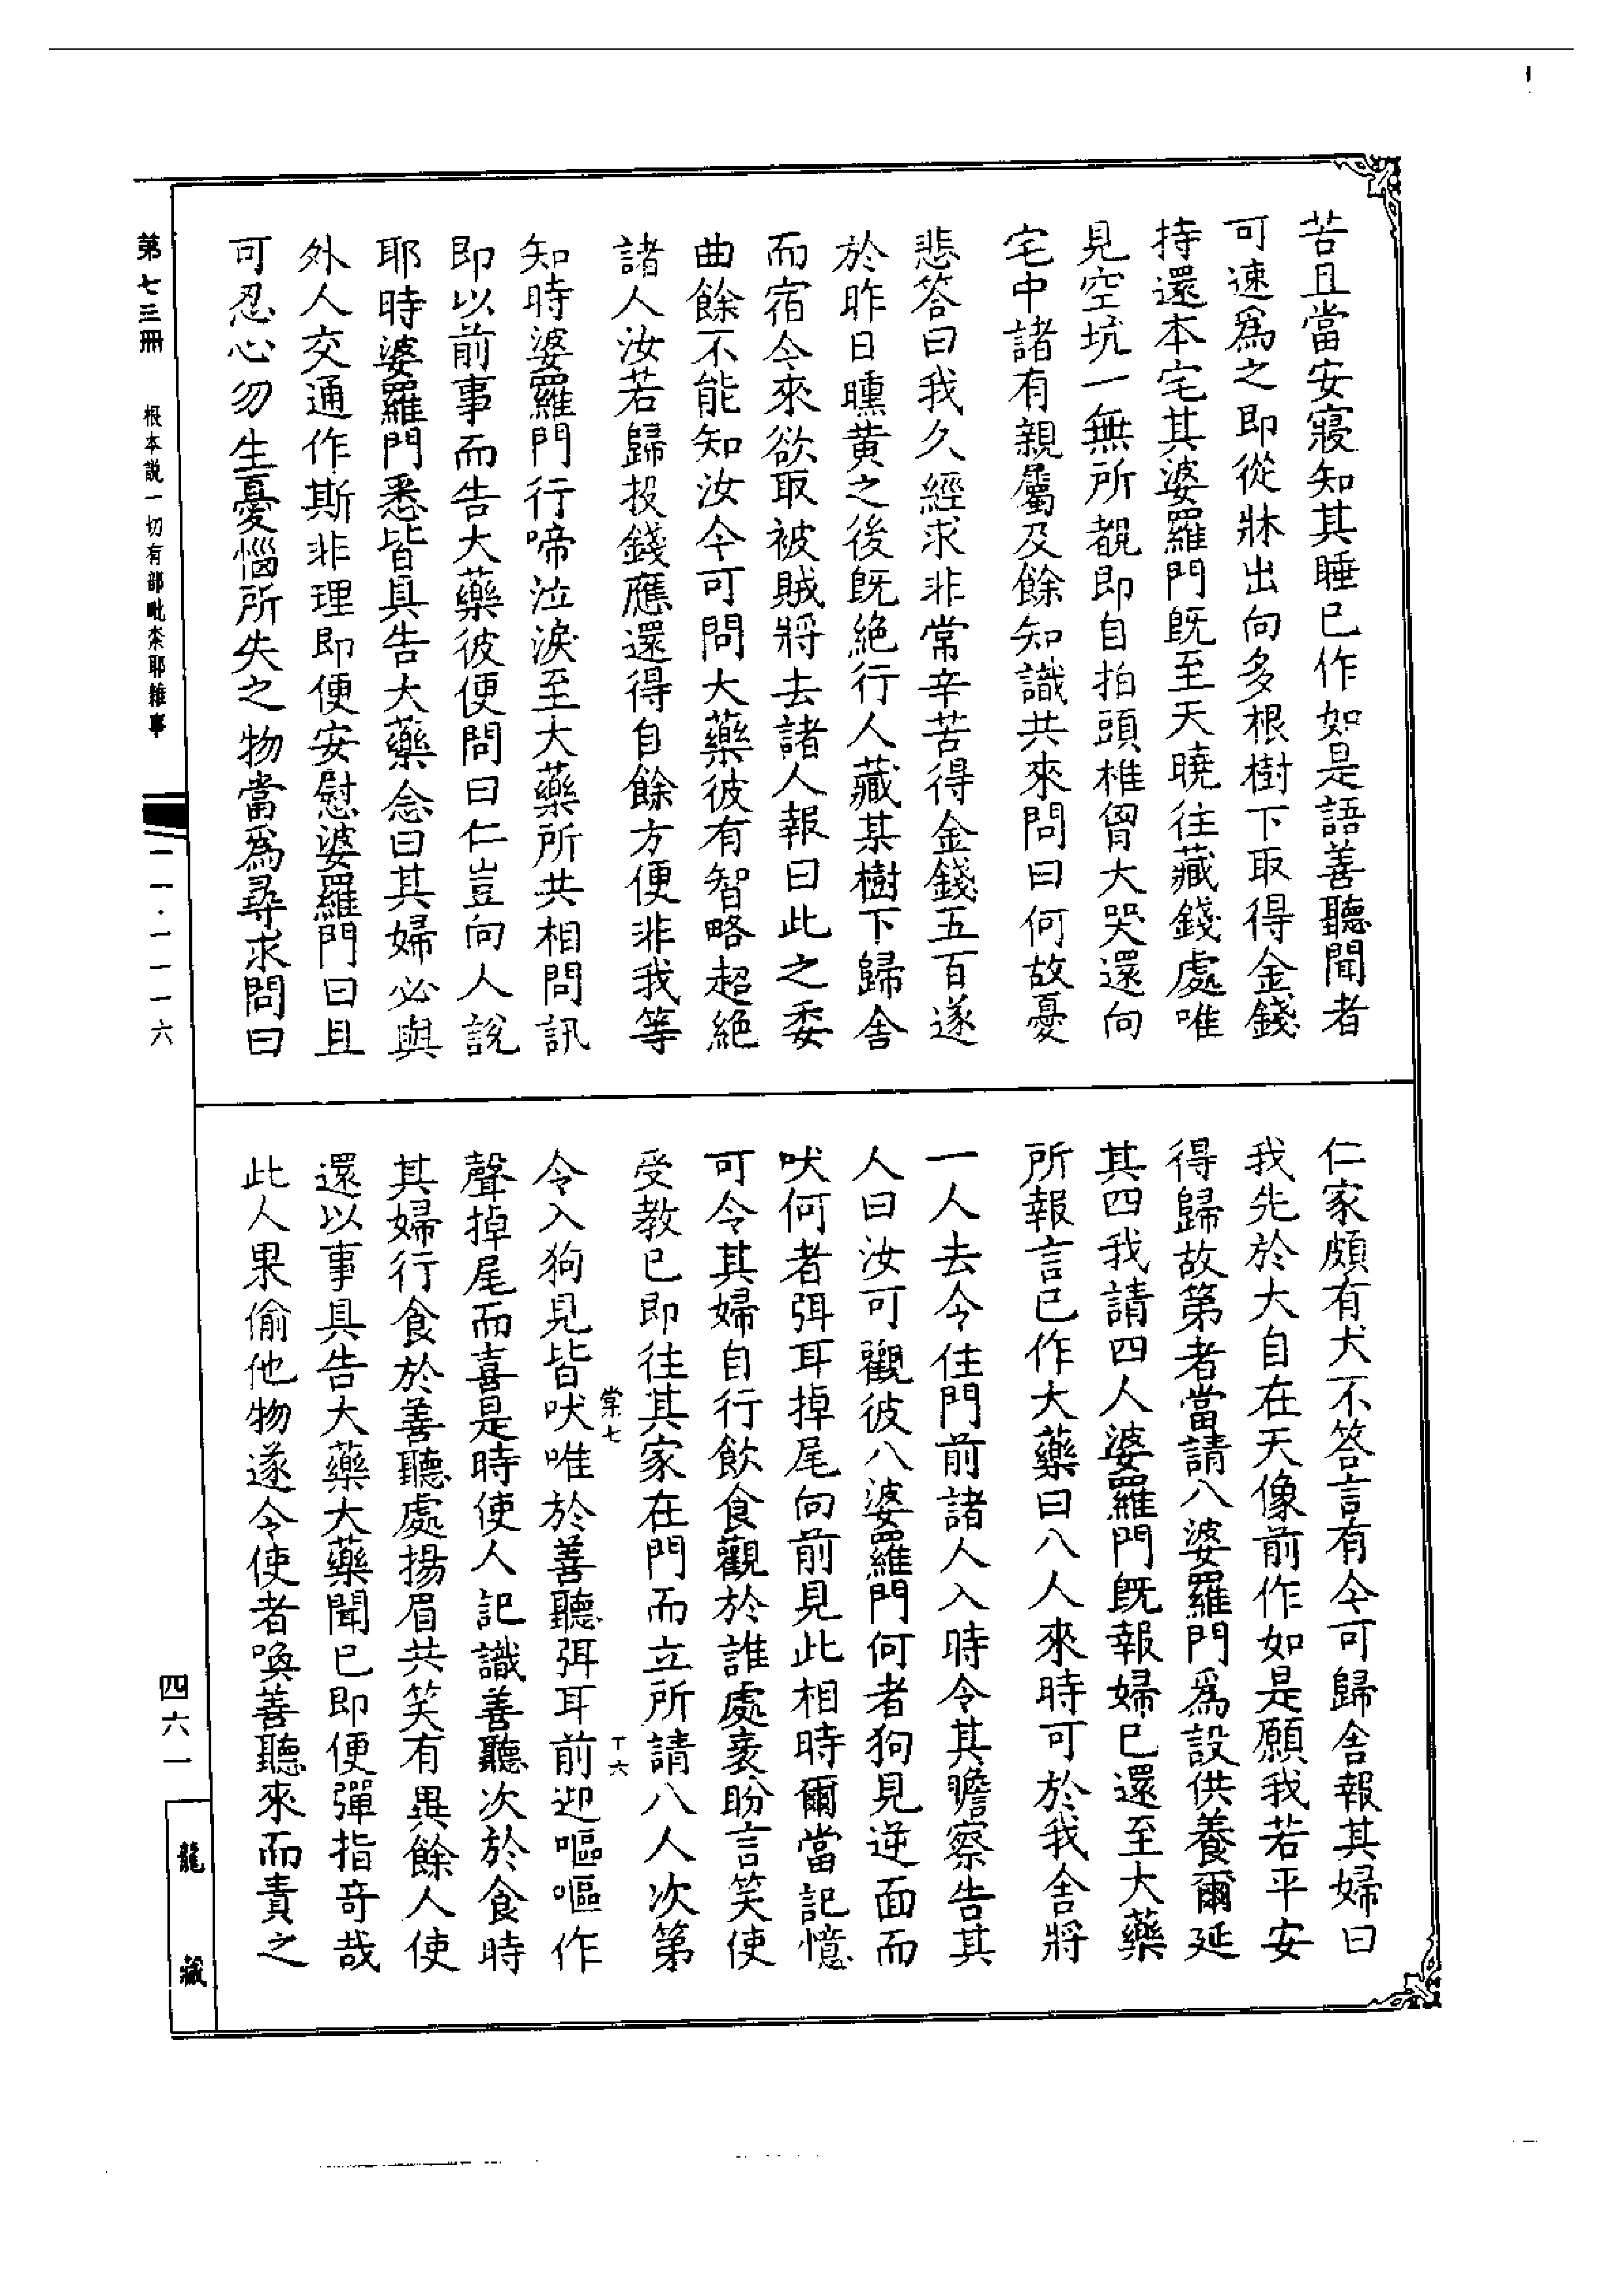 苦且當安寢知其睡已作如是語善聽聞者
可速為之即從牀出向多根樹下取得金錢
持還本宅其婆羅門既至天曉往藏錢處唯
見空坑一無所覩即自拍頭椎胷大哭還向
宅中諸有親屬及餘知識共來問曰何故憂
悲答曰我久經求非常辛苦得金錢五百遂
於昨日曛黃之後既絕行人藏某樹下歸舍
而宿今來欲取被賊將去諸人報曰此之委
曲餘不能知汝今可問大藥彼有智略超絕
諸人汝若歸投錢應還得自餘方便非我等
知時婆羅門行啼泣淚至大藥所共相問訊
即以前事而告大藥彼便問曰仁豈向人說
耶時婆羅門悉皆具告大藥念曰其婦必與
外人交通作斯非理即便安慰婆羅門曰且
可忍心勿生憂惱所失之物當為尋求問曰
仁家頗有犬不答言有今可歸舍報其婦曰
我先於大自在天像前作如是願我若平安
得歸故第者當請八婆羅門為設供養爾延
其四我請四人婆羅門既報婦已還至大藥
所報言已作大藥曰八人來時可於我舍將
一人去令住門前諸人入時令其瞻察告其
人曰汝可觀彼八婆羅門何者狗見逆面而
吠何者弭耳掉尾向前見此相時爾當記憶
可令其婦自行飲食觀於誰處袤盼言笑使
受教已即往其家在門而立所請八人次第
棠七
丅六
令入狗見皆吠唯於善聽弭耳前迎嘔嘔作
聲掉尾而喜是時使人記識善聽次於食時
其婦行食於善聽處揚眉共笑有異餘人使
還以事具告大藥大藥聞已即便彈指奇哉
此人果偷他物遂令使者喚善聽來而責之
第七三冊
根本說一切有部毗柰耶雜事
一一一·一一一六
四六一
龍藏